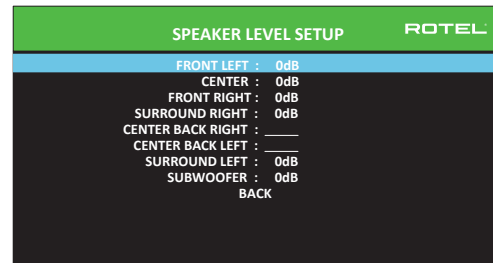 SPEAKER LEVEL SETUP ROTEL
FRONT LEFT : 0dB
CENTER : 0dB
FRONT RIGHT : 0dB
SURROUND RIGHT : 0dB
CENTER BACK RIGHT : _____
CENTER BACK LEFT : _____
SURROUND LEFT : 0dB
SUBWOOFER : 0dB
BACK